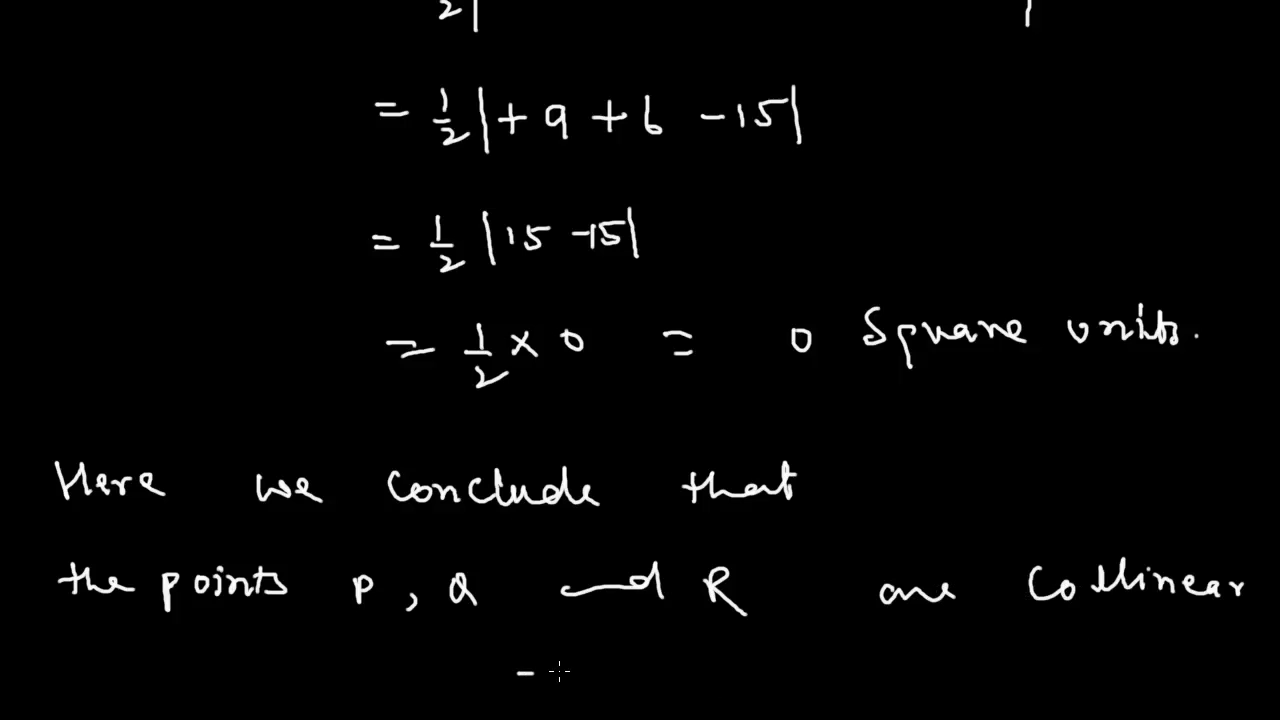 2|
= 1/2 |+9 +6 -15|
= 1/2 |15 -15|
= 1/2 × 0 = 0 Square units.
Here we conclude that
the points P, Q and R are Collinear
-